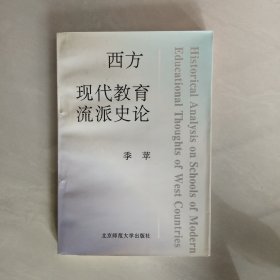 西方
现代教育
流派史论
季苹
北京师范大学出版社
Historical Analysis on Schools of Modern
Educational Thoughts of West Countries